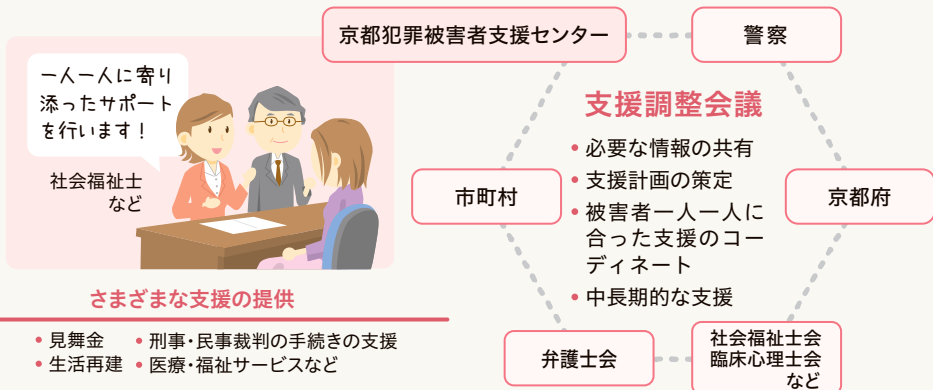 京都犯罪被害者支援センター
警察
一人一人に寄り
添ったサポート
を行います！
社会福祉士
など
支援調整会議
• 必要な情報の共有
• 支援計画の策定
• 被害者一人一人に
合った支援のコー
ディネート
• 中長期的な支援
市町村
京都府
弁護士会
社会福祉士会
臨床心理士会
など
さまざまな支援の提供
• 見舞金 • 刑事・民事裁判の手続きの支援
• 生活再建 • 医療・福祉サービスなど